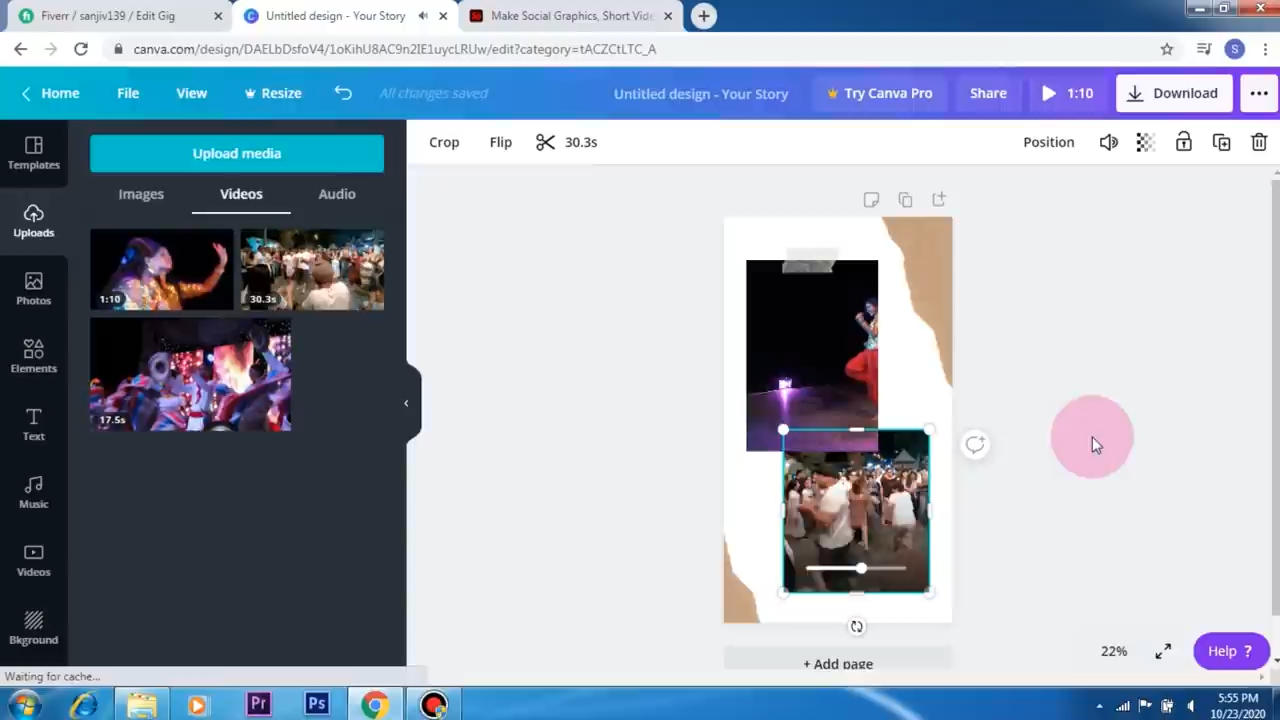 Fiverr / sanjiv139 / Edit Gig
Untitled design - Your Story
Make Social Graphics, Short Vide
canva.com/design/DAELbDsfoV4/1oKihU8AC9n2IE1uycLRUw/edit?category=tACZCtLTC_A
S
Home
File
View
Resize
All changes saved
Untitled design - Your Story
Try Canva Pro
Share
1:10
Download
Templates
Uploads
Photos
Elements
Text
Music
Videos
Bkground
Upload media
Images
Videos
Audio
1:10
30.3s
17.5s
Crop
Flip
30.3s
Position
+ Add page
22%
Help ?
Waiting for cache...
Pr
Ps
5:55 PM
10/23/2020